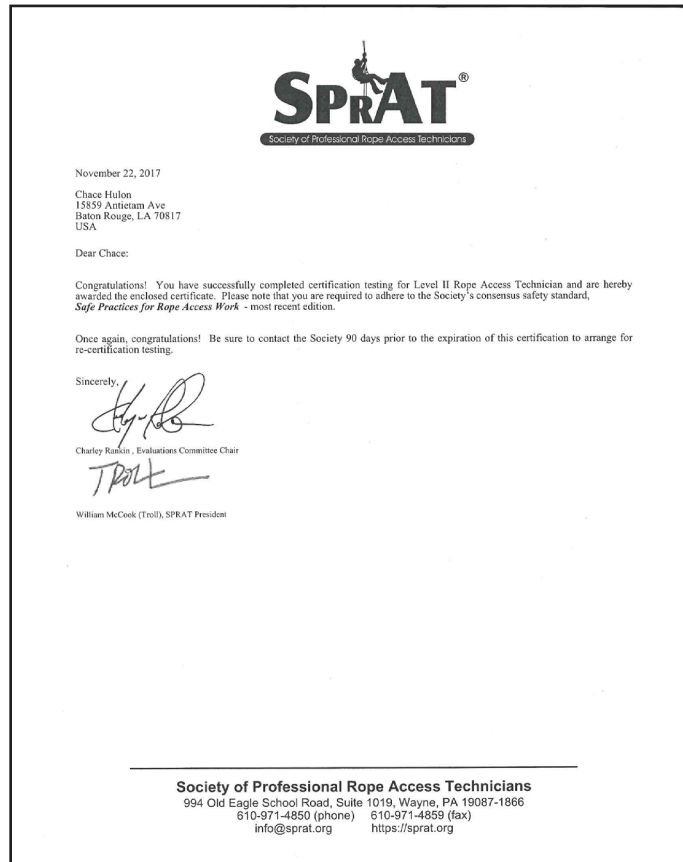 SPRAT®
Society of Professional Rope Access Technicians
November 22, 2017
Chace Hulon
15859 Antietam Ave
Baton Rouge, LA 70817
USA
Dear Chace:
Congratulations! You have successfully completed certification testing for Level II Rope Access Technician and are hereby
awarded the enclosed certificate. Please note that you are required to adhere to the Society's consensus safety standard,
Safe Practices for Rope Access Work - most recent edition.
Once again, congratulations! Be sure to contact the Society 90 days prior to the expiration of this certification to arrange for
re-certification testing.
Sincerely,
Charley Rankin , Evaluations Committee Chair
TROLL
William McCook (Troll), SPRAT President
Society of Professional Rope Access Technicians
994 Old Eagle School Road, Suite 1019, Wayne, PA 19087-1866
610-971-4850 (phone) 610-971-4859 (fax)
info@sprat.org https://sprat.org